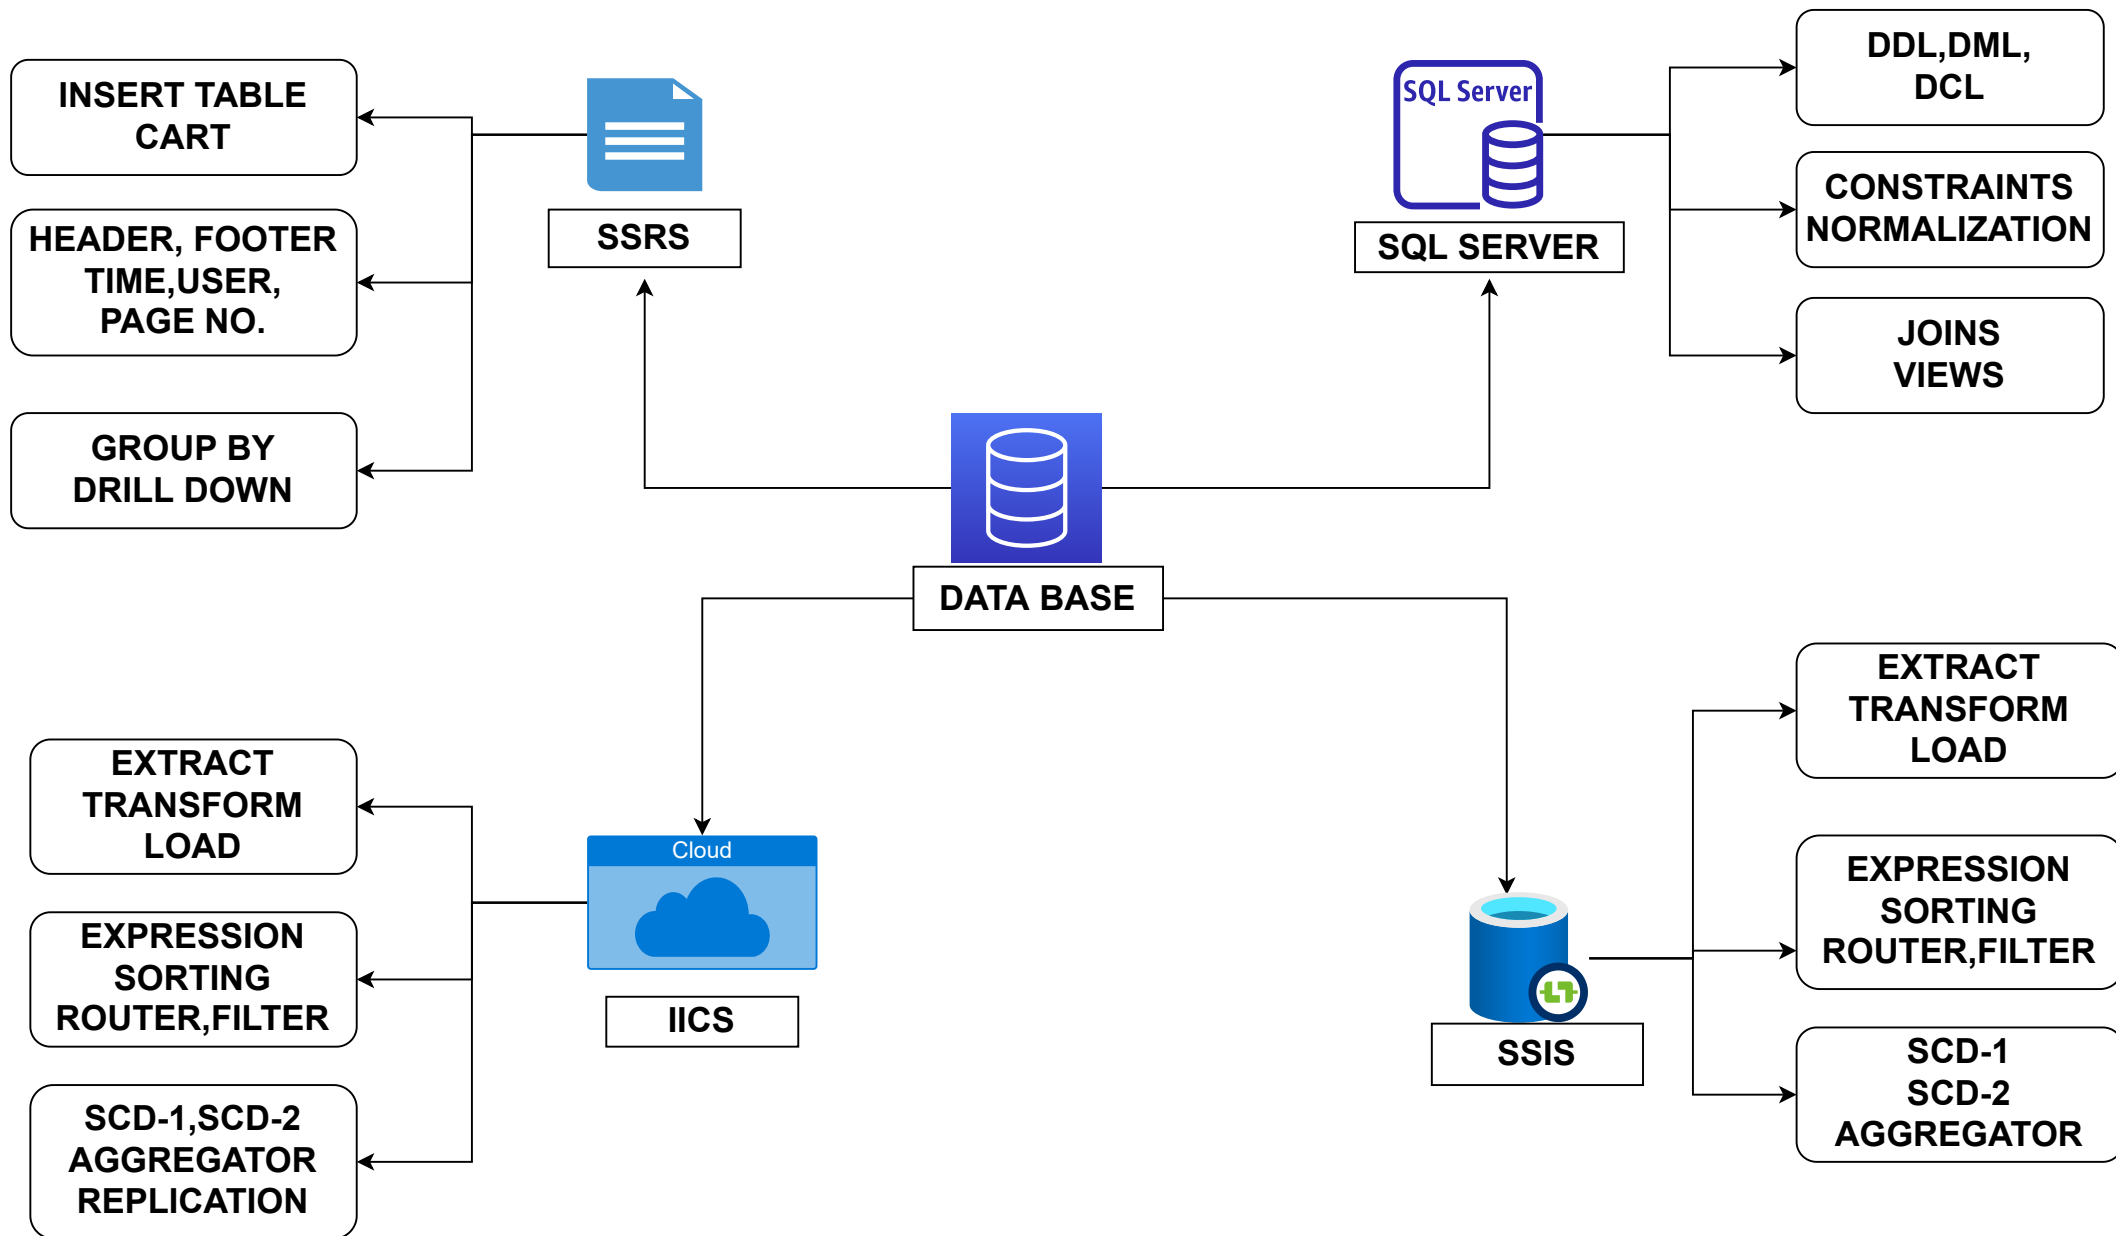 INSERT TABLE
CART
HEADER, FOOTER
TIME,USER,
PAGE NO.
GROUP BY
DRILL DOWN
SSRS
SQL Server
SQL SERVER
DDL,DML,
DCL
CONSTRAINTS
NORMALIZATION
JOINS
VIEWS
DATA BASE
EXTRACT
TRANSFORM
LOAD
EXPRESSION
SORTING
ROUTER,FILTER
SCD-1,SCD-2
AGGREGATOR
REPLICATION
Cloud
IICS
SSIS
EXTRACT
TRANSFORM
LOAD
EXPRESSION
SORTING
ROUTER,FILTER
SCD-1
SCD-2
AGGREGATOR